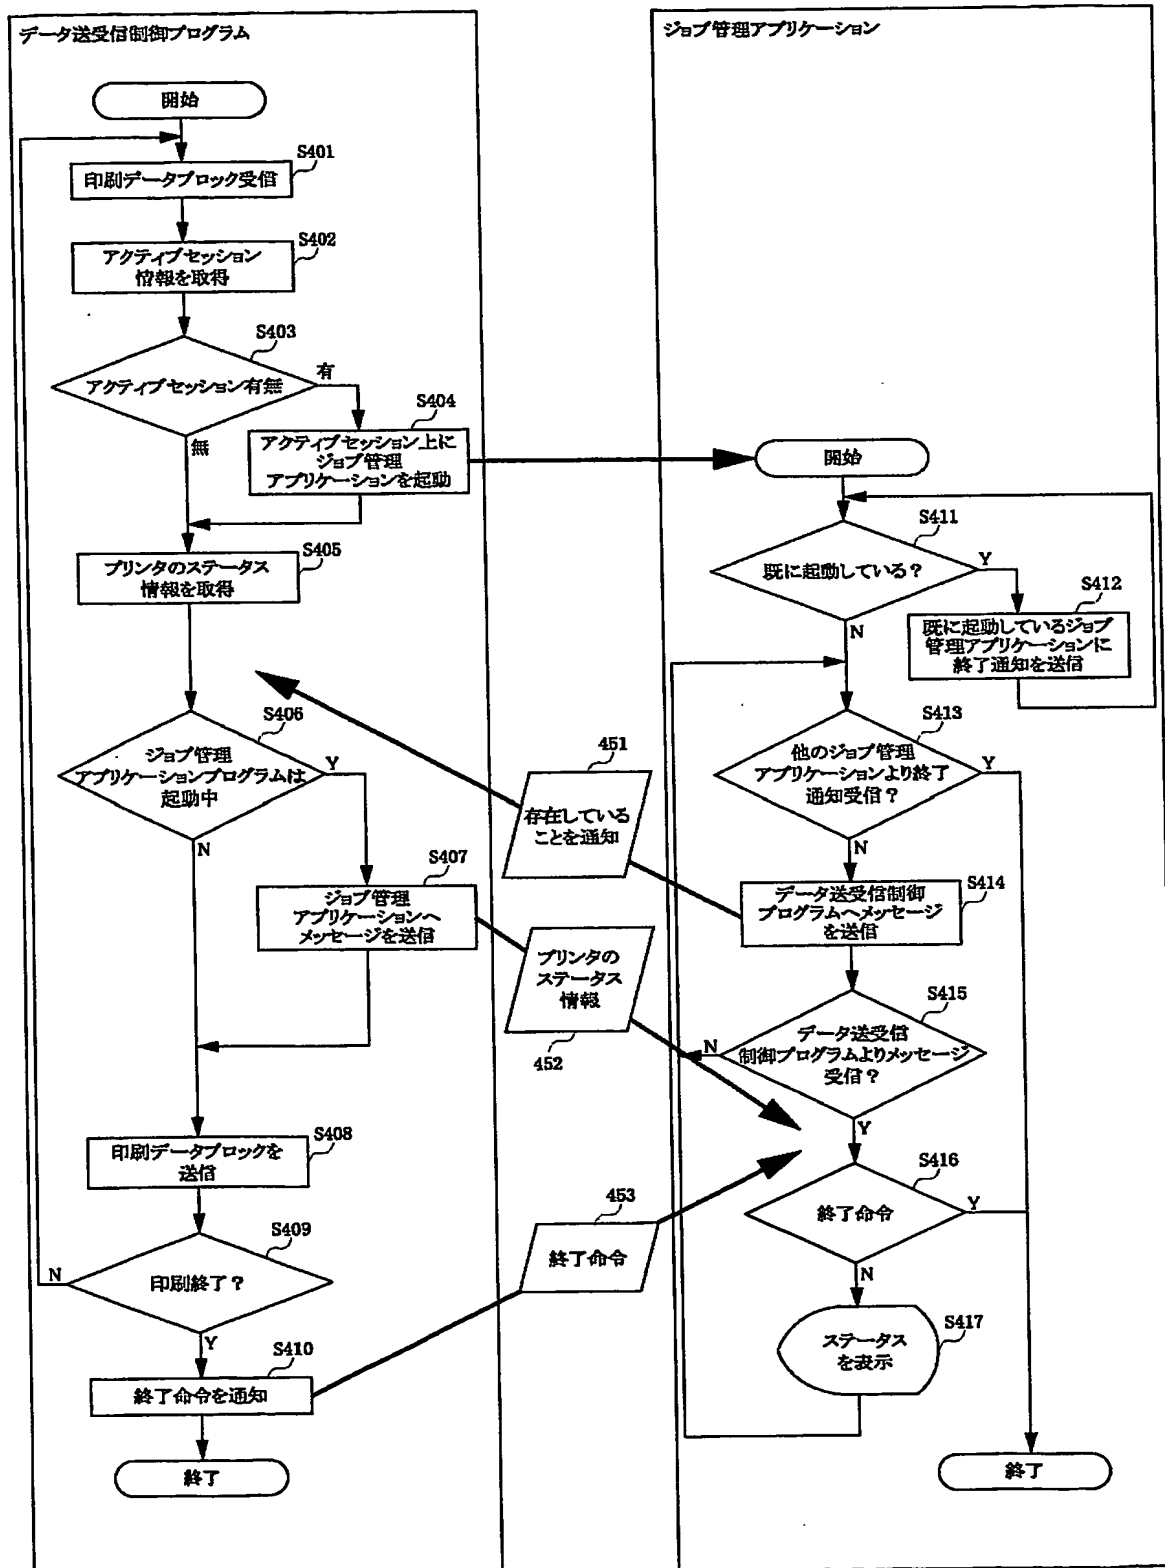 データ送受信制御プログラム
開始
S401
印刷データブロック受信
S402
アクティブセッション
情報を取得
S403
アクティブセッション有無
有
無
S404
アクティブセッション上に
ジョブ管理
アプリケーションを起動
S405
プリンタのステータス
情報を取得
S406
ジョブ管理
アプリケーションプログラムは
起動中
Y
N
S407
ジョブ管理
アプリケーションへ
メッセージを送信
S408
印刷データブロックを
送信
S409
印刷終了?
N
Y
S410
終了命令を通知
終了
451
存在している
ことを通知
プリンタの
ステータス
情報
452
453
終了命令
ジョブ管理アプリケーション
開始
S411
既に起動している?
Y
N
S412
既に起動しているジョブ
管理アプリケーションに
終了通知を送信
S413
他のジョブ管理
アプリケーションより終了
通知受信?
Y
N
S414
データ送受信制御
プログラムへメッセージ
を送信
S415
データ送受信
制御プログラムよりメッセージ
受信?
N
Y
S416
終了命令
Y
N
S417
ステータス
を表示
終了